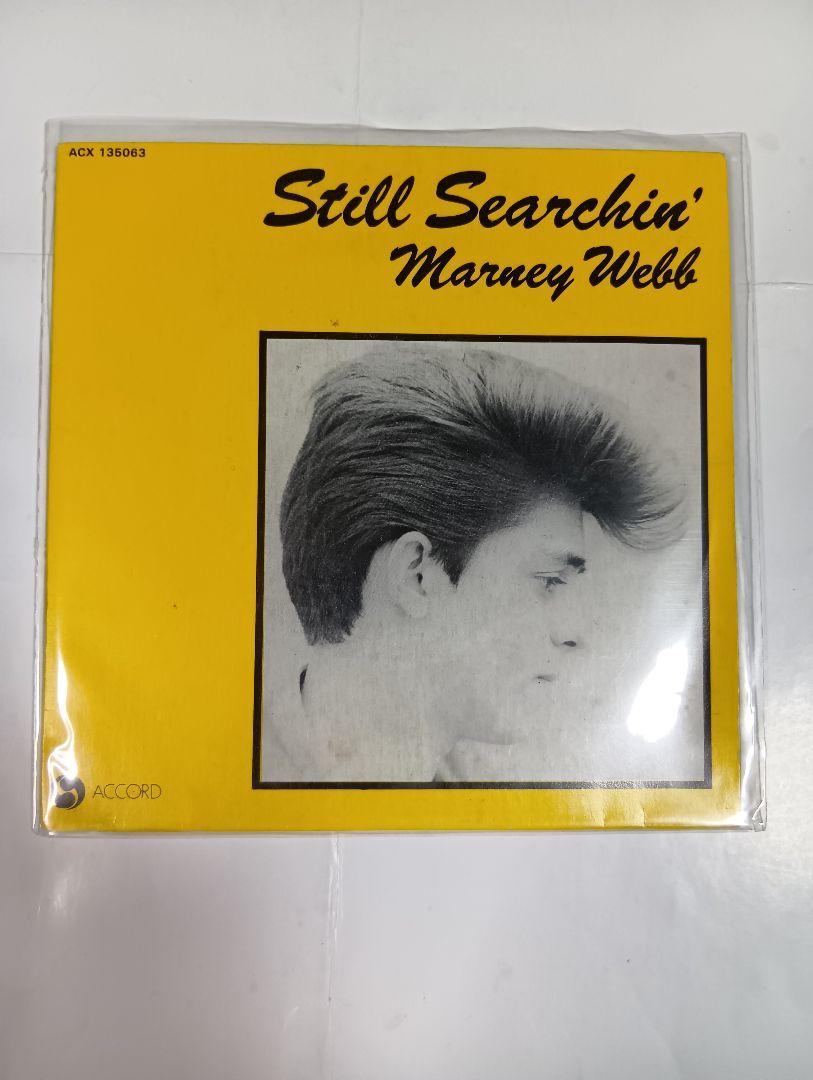 ACX 135063
Still Searchin'
Marney Webb
ACCORD